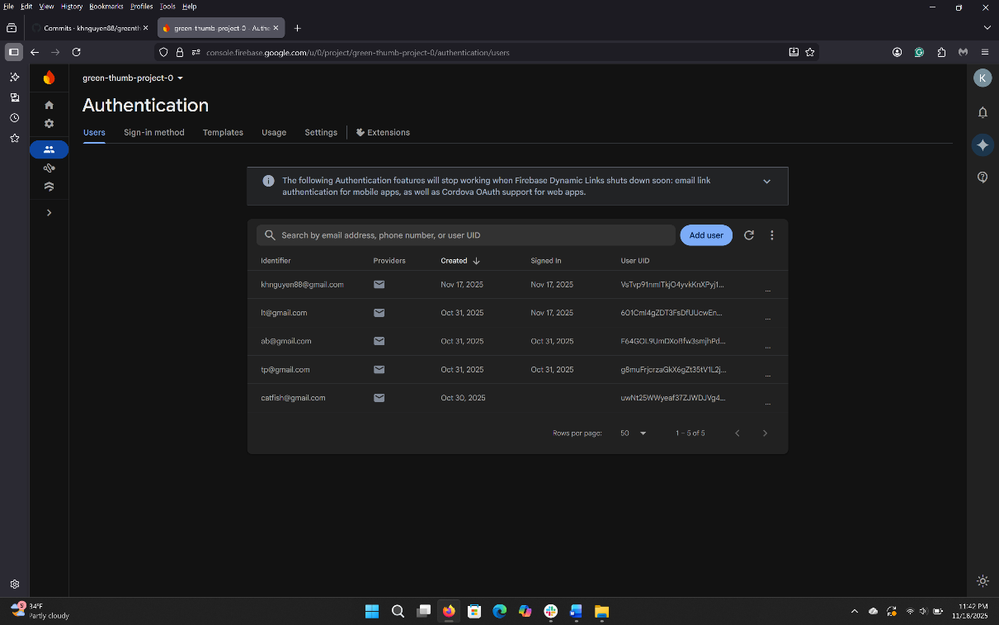 File Edit View History Bookmarks Profiles Tools Help
Commits · khnguyen88/greenth
green-thumb-project-0 - Authe
console.firebase.google.com/u/0/project/green-thumb-project-0/authentication/users
green-thumb-project-0
K
Authentication
Users Sign-in method Templates Usage Settings Extensions
The following Authentication features will stop working when Firebase Dynamic Links shuts down soon: email link
authentication for mobile apps, as well as Cordova OAuth support for web apps.
Search by email address, phone number, or user UID
Add user
Identifier Providers Created Signed In User UID
khnguyen88@gmail.com Nov 17, 2025 Nov 17, 2025 VsTvp91nmlTkjO4yvkKnXPyj1... ...
lt@gmail.com Oct 31, 2025 Nov 17, 2025 601Cml4gZDT3FsDfUUcwEn... ...
ab@gmail.com Oct 31, 2025 Oct 31, 2025 F64GOL9UmDXoBfw3smjhPd... ...
tp@gmail.com Oct 31, 2025 Oct 31, 2025 g8muFrjcrzaGkX6gZt35tV1L2j... ...
catfish@gmail.com Oct 30, 2025 uwNt25WWyeaf37ZJWDJVg4... ...
Rows per page: 50 1 – 5 of 5
5
34°F
Partly cloudy
11:42 PM
11/18/2025